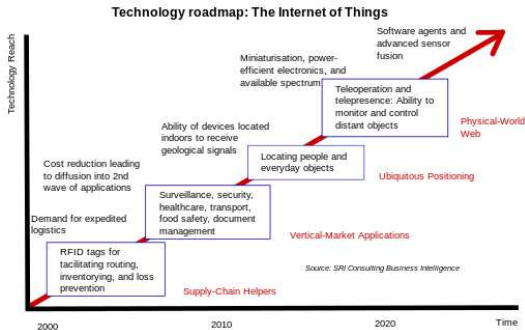 Technology roadmap: The Internet of Things
Technology Reach
Software agents and
advanced sensor
fusion
Miniaturisation, power-
efficient electronics, and
available spectrum
Teleoperation and
telepresence: Ability to
monitor and control
distant objects
Physical-World
Web
Ability of devices located
indoors to receive
geological signals
Locating people and
everyday objects
Ubiquitous Positioning
Cost reduction leading
to diffusion into 2nd
wave of applications
Surveillance, security,
healthcare, transport,
food safety, document
management
Vertical-Market Applications
Demand for expedited
logistics
RFID tags for
tacilitating routing,
inventorying, and loss
prevention
Supply-Chain Helpers
Source: SRI Consulting Business Intelligence
2000
2010
2020
Time